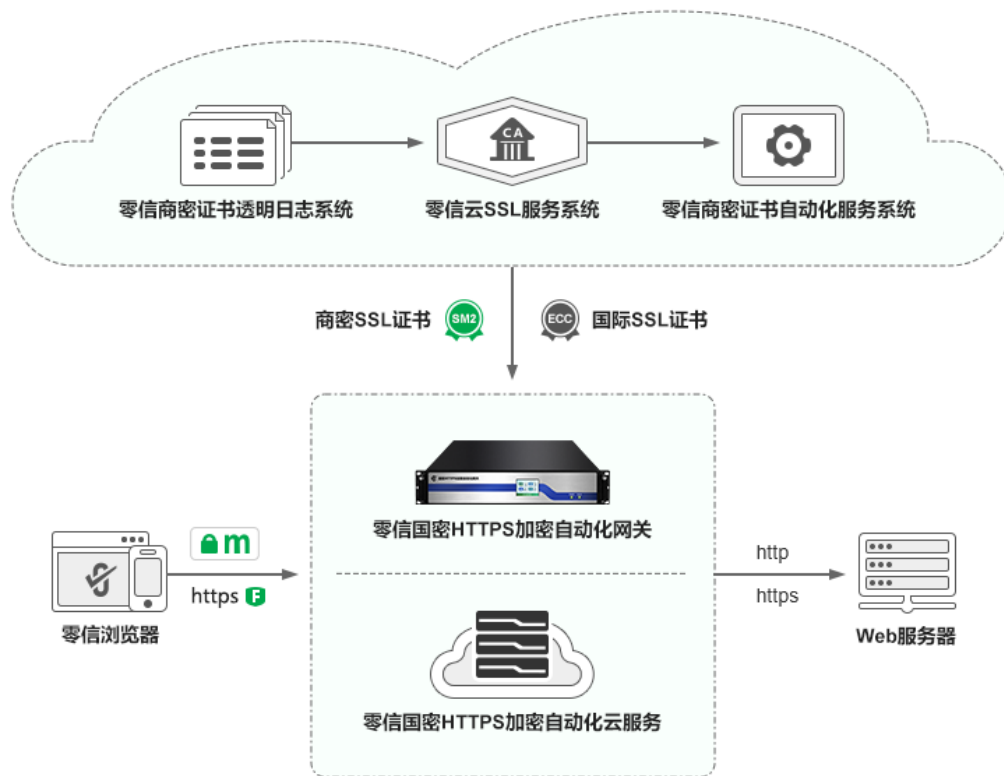 CA
零信商密证书透明日志系统
零信云SSL服务系统
零信商密证书自动化服务系统
商密SSL证书
SM2
ECC
国际SSL证书
零信国密HTTPS加密自动化网关
m
https
F
零信浏览器
http
https
Web服务器
零信国密HTTPS加密自动化云服务